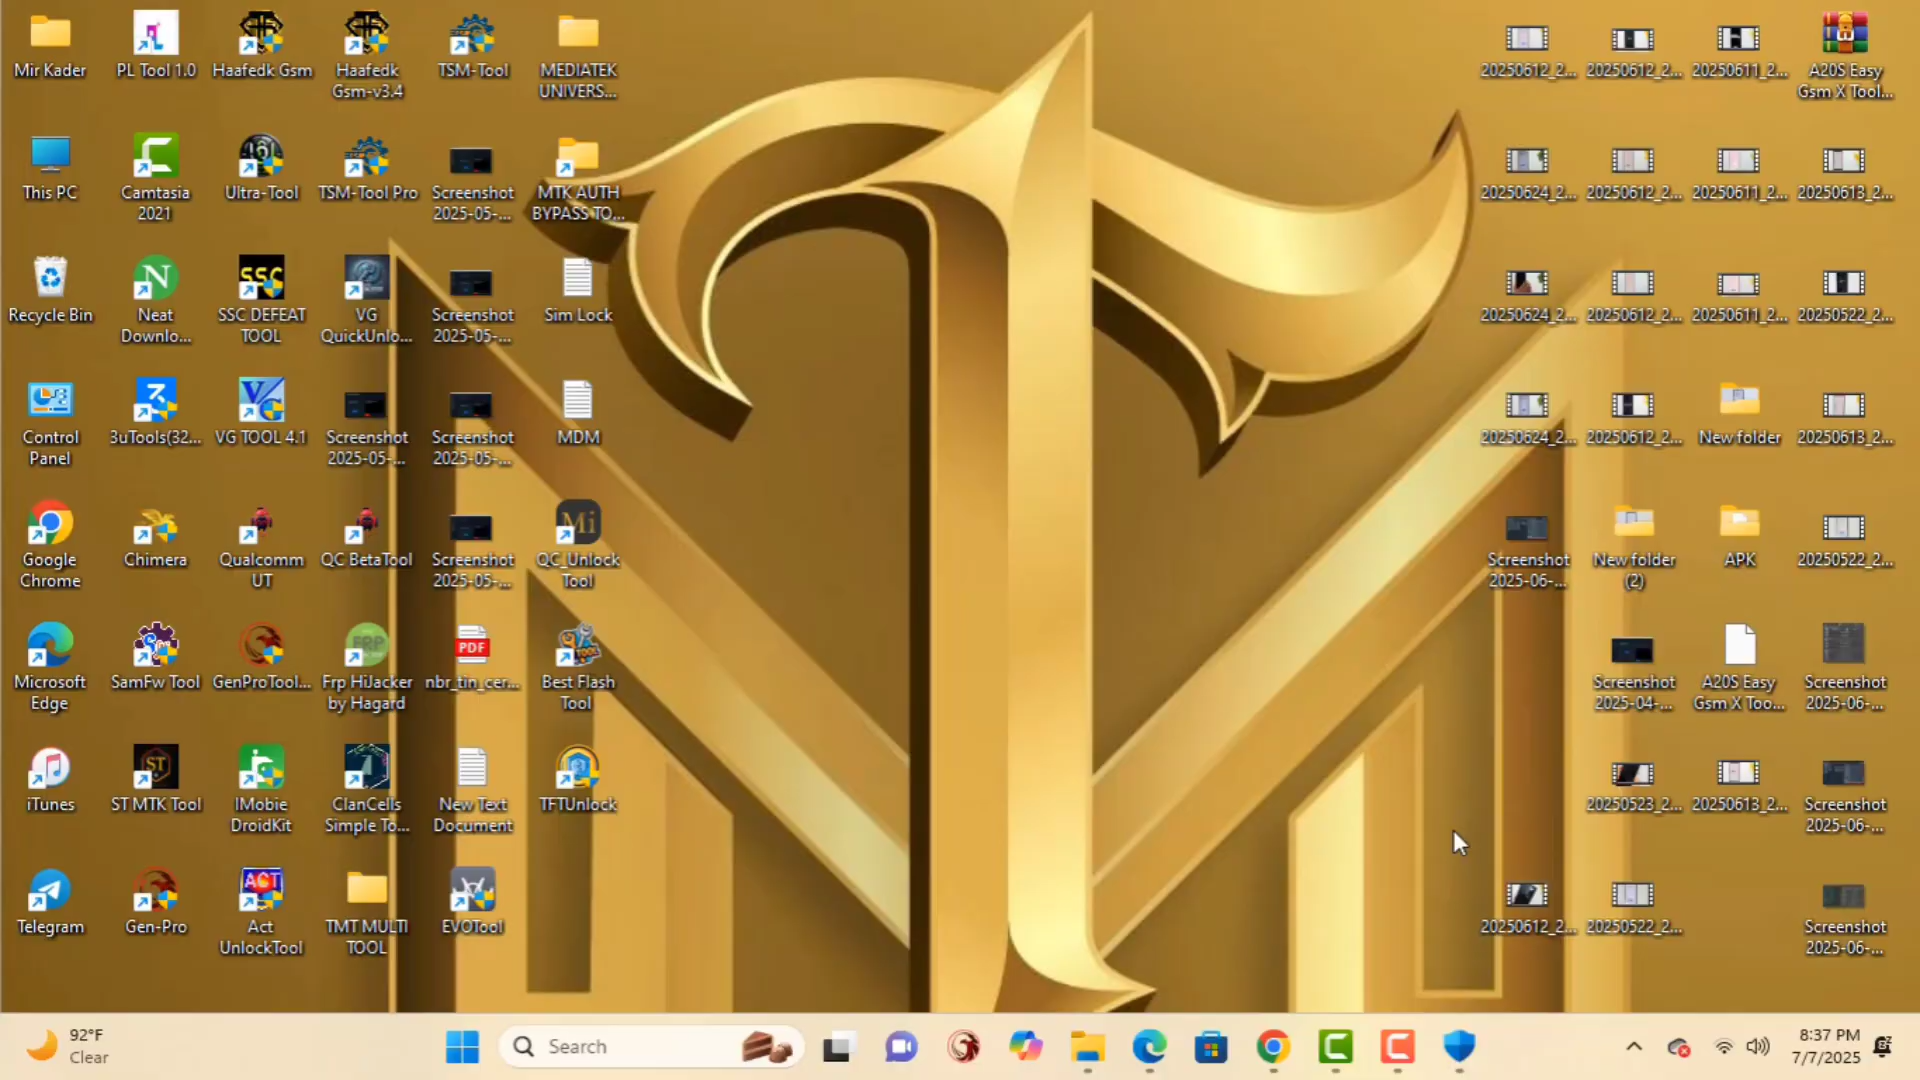 Mir Kader
PL Tool 1.0
Haafedk Gsm
Haafedk
Gsm-v3.4
TSM-Tool
MEDIATEK
UNIVERS...
20250612_2...
20250612_2...
20250611_2...
A20S Easy
Gsm X Tool...
This PC
Camtasia
2021
Ultra-Tool
TSM-Tool Pro
Screenshot
2025-05-...
MTK AUTH
BYPASS TO...
20250624_2...
20250612_2...
20250611_2...
20250613_2...
Recycle Bin
Neat
Downlo...
SSC
SSC DEFEAT
TOOL
VG
QuickUnlo...
Screenshot
2025-05-...
Sim Lock
20250624_2...
20250612_2...
20250611_2...
20250522_2...
Control
Panel
3uTools(32...
VG TOOL 4.1
Screenshot
2025-05-...
Screenshot
2025-05-...
MDM
20250624_2...
20250612_2...
New folder
20250613_2...
Google
Chrome
Chimera
Qualcomm
UT
QC BetaTool
Screenshot
2025-05-...
Mi
QC_Unlock
Tool
Screenshot
2025-06-...
New folder
(2)
APK
20250522_2...
Microsoft
Edge
SamFw Tool
GenProTool...
FRP
Frp HiJacker
by Hagard
PDF
nbr_tin_cer...
TOOL
Best Flash
Tool
Screenshot
2025-04-...
A20S Easy
Gsm X Too...
Screenshot
2025-06-...
iTunes
ST
ST MTK Tool
IMobie
DroidKit
ClanCells
Simple To...
New Text
Document
TFTUnlock
20250523_2...
20250613_2...
Screenshot
2025-06-...
Telegram
Gen-Pro
ACT
Act
UnlockTool
TMT MULTI
TOOL
EVOTool
20250612_2...
20250522_2...
Screenshot
2025-06-...
92°F
Clear
Search
8:37 PM
7/7/2025